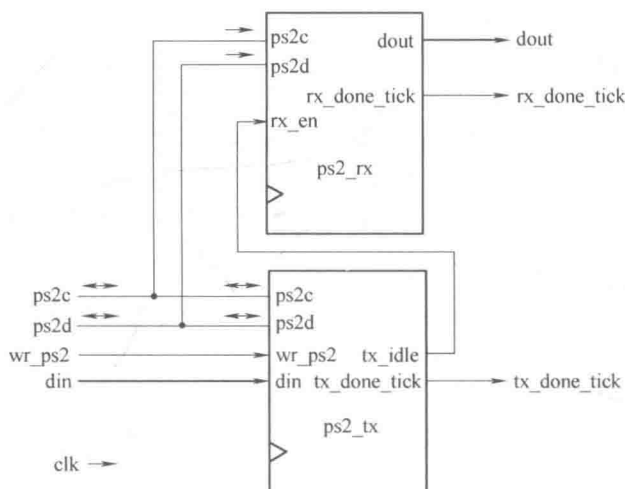 ps2c dout dout
ps2d
rx_done_tick rx_done_tick
rx_en
ps2_rx
ps2c ps2c
ps2d ps2d
wr_ps2 wr_ps2 tx_idle
din din tx_done_tick tx_done_tick
ps2_tx
clk